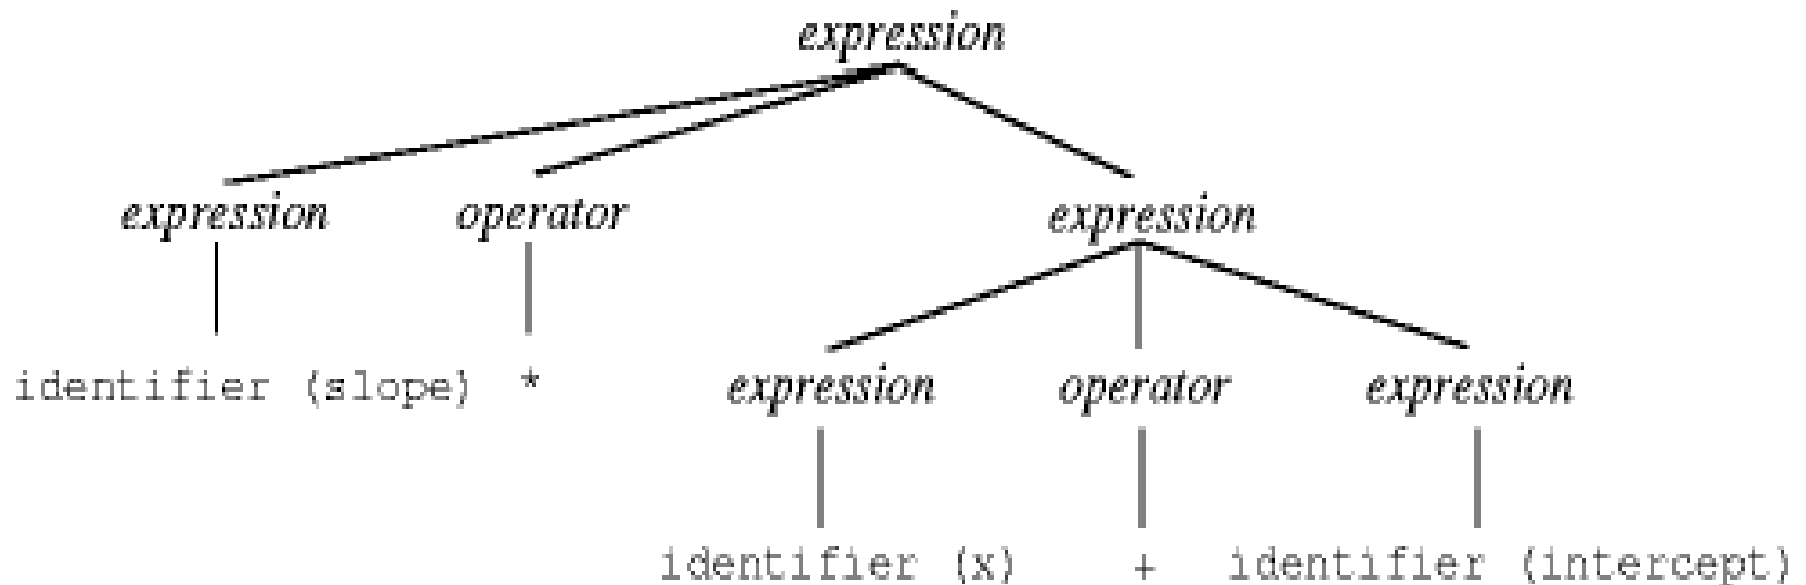 expression
expression operator expression
identifier (slope) * expression operator expression
identifier (x) + identifier (intercept)